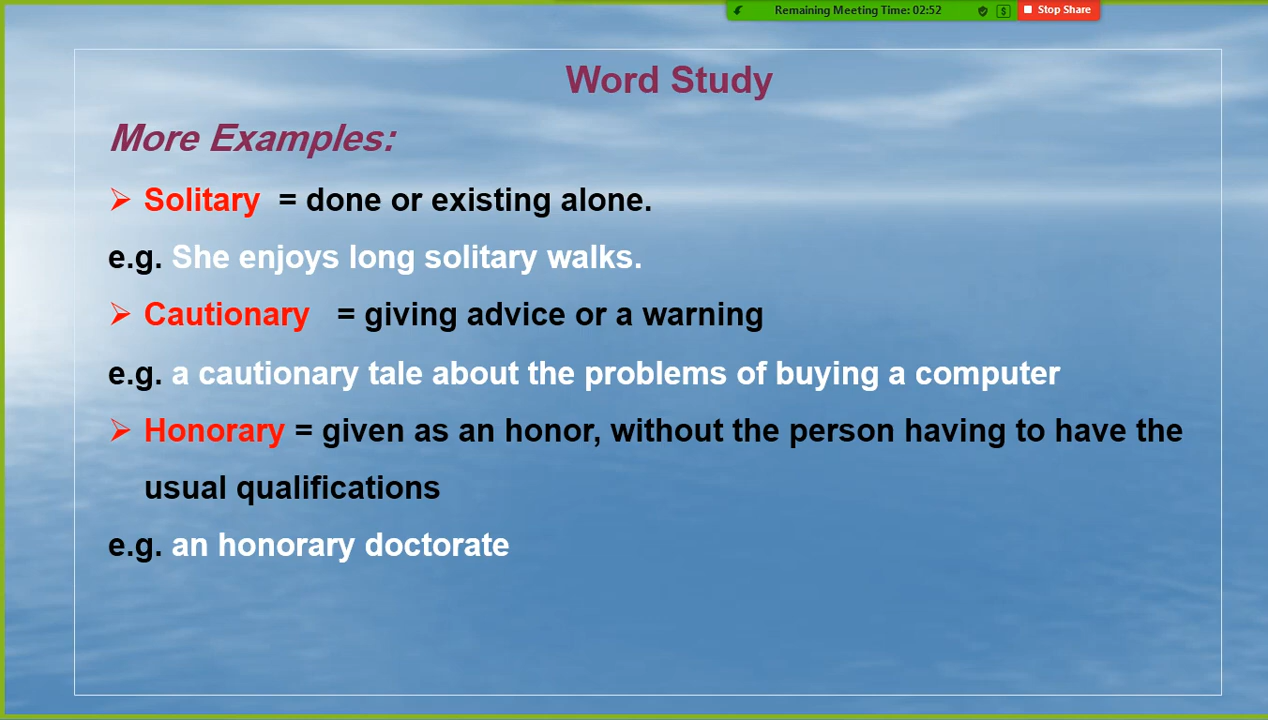 Remaining Meeting Time: 02:52 $ Stop Share
Word Study
More Examples:
➢ Solitary = done or existing alone.
e.g. She enjoys long solitary walks.
➢ Cautionary = giving advice or a warning
e.g. a cautionary tale about the problems of buying a computer
➢ Honorary = given as an honor, without the person having to have the
usual qualifications
e.g. an honorary doctorate